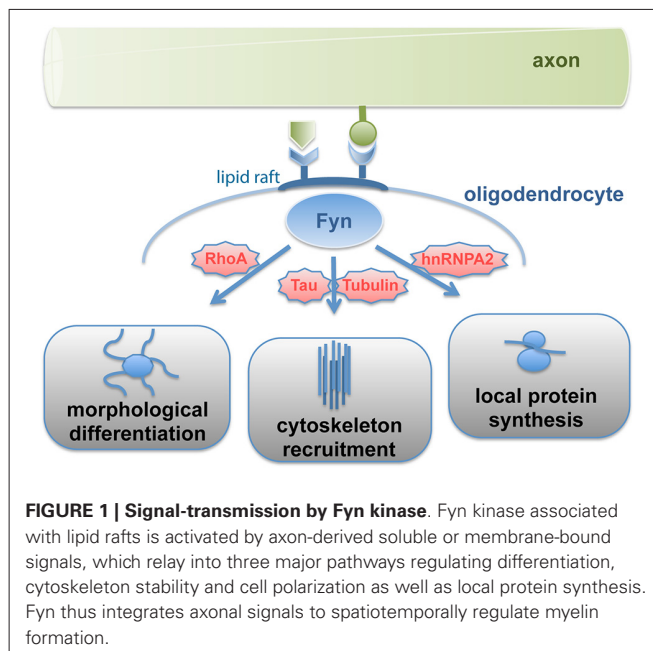 axon
lipid raft
oligodendrocyte
Fyn
RhoA
hnRNPA2
Tau
Tubulin
morphological
differentiation
cytoskeleton
recruitment
local protein
synthesis
FIGURE 1 | Signal-transmission by Fyn kinase. Fyn kinase associated
with lipid rafts is activated by axon-derived soluble or membrane-bound
signals, which relay into three major pathways regulating differentiation,
cytoskeleton stability and cell polarization as well as local protein synthesis.
Fyn thus integrates axonal signals to spatiotemporally regulate myelin
formation.